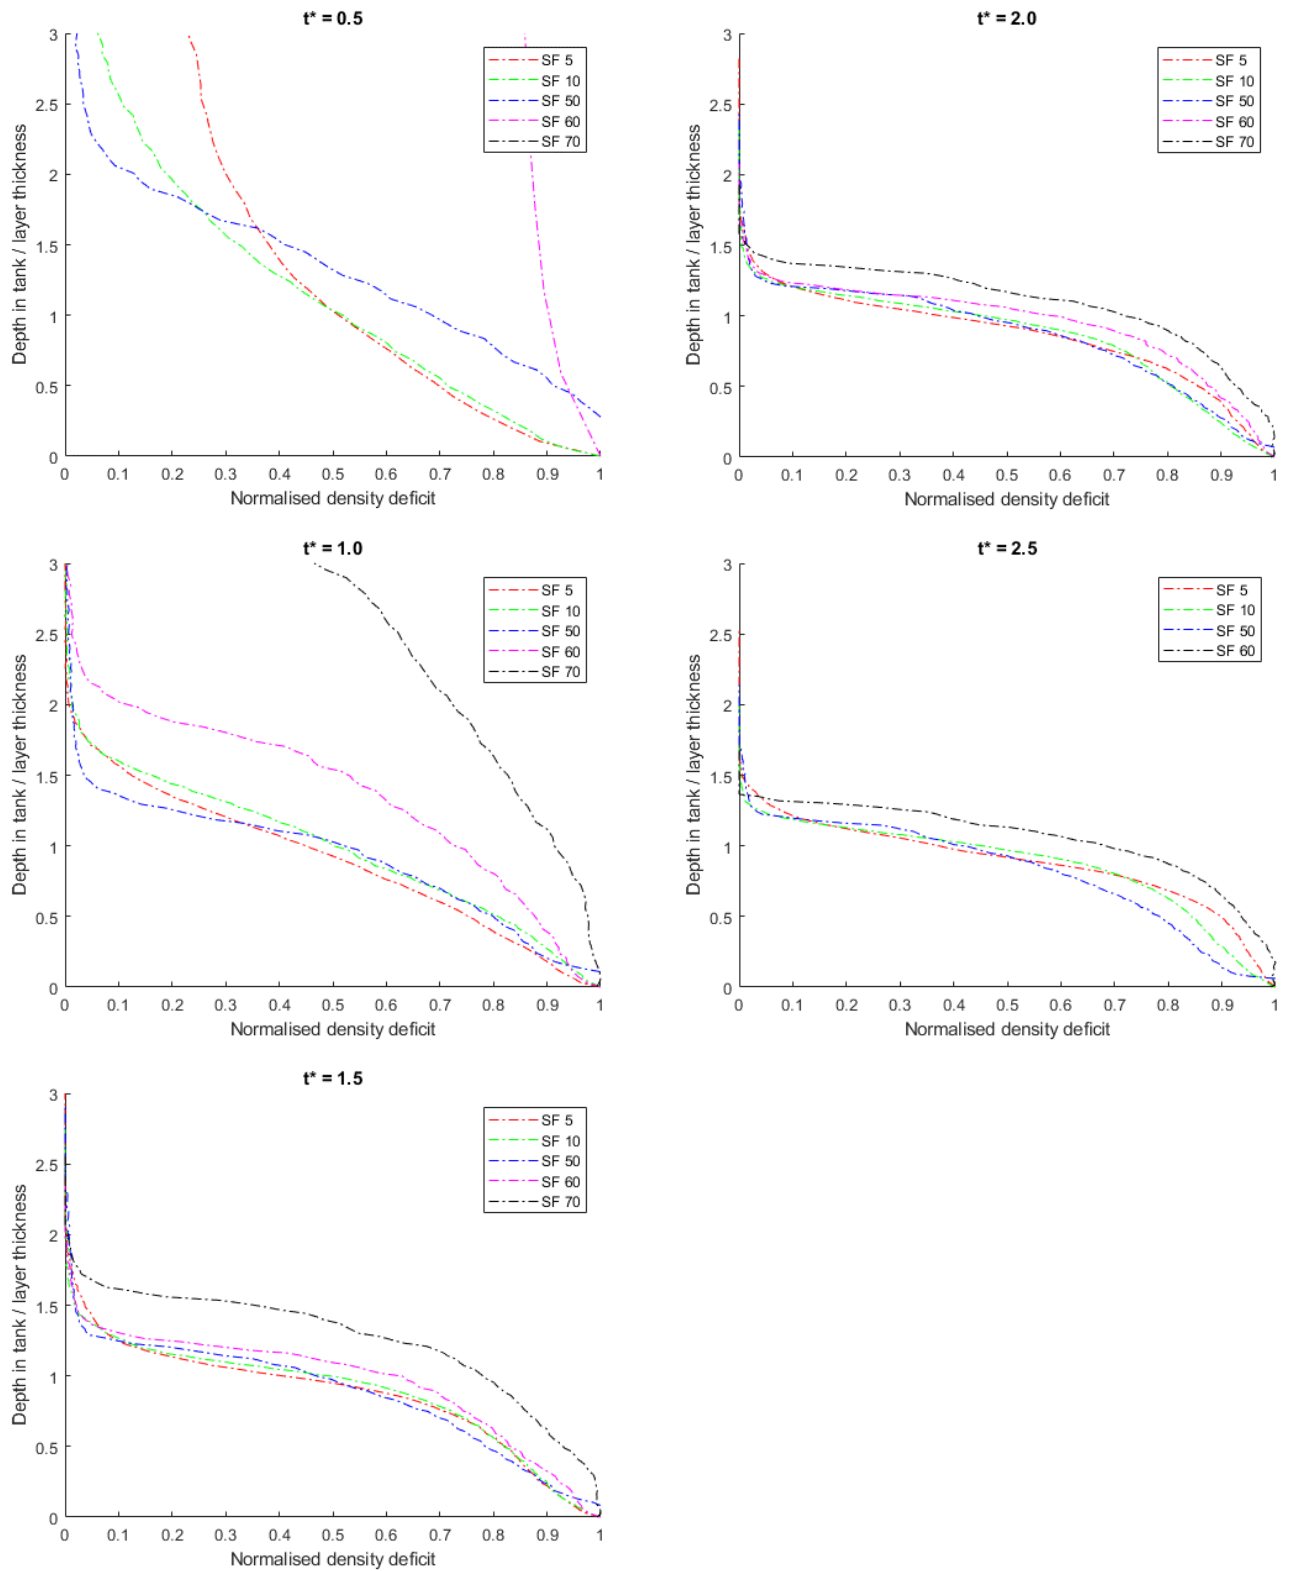 t* = 0.5
3
2.5
2
1.5
1
0.5
0
Depth in tank / layer thickness
SF 5
SF 10
SF 50
SF 60
SF 70
0 0.1 0.2 0.3 0.4 0.5 0.6 0.7 0.8 0.9 1
Normalised density deficit
t* = 2.0
3
2.5
2
1.5
1
0.5
0
Depth in tank / layer thickness
SF 5
SF 10
SF 50
SF 60
SF 70
0 0.1 0.2 0.3 0.4 0.5 0.6 0.7 0.8 0.9 1
Normalised density deficit
t* = 1.0
3
2.5
2
1.5
1
0.5
0
Depth in tank / layer thickness
SF 5
SF 10
SF 50
SF 60
SF 70
0 0.1 0.2 0.3 0.4 0.5 0.6 0.7 0.8 0.9 1
Normalised density deficit
t* = 2.5
3
2.5
2
1.5
1
0.5
0
Depth in tank / layer thickness
SF 5
SF 10
SF 50
SF 60
0 0.1 0.2 0.3 0.4 0.5 0.6 0.7 0.8 0.9 1
Normalised density deficit
t* = 1.5
3
2.5
2
1.5
1
0.5
0
Depth in tank / layer thickness
SF 5
SF 10
SF 50
SF 60
SF 70
0 0.1 0.2 0.3 0.4 0.5 0.6 0.7 0.8 0.9 1
Normalised density deficit